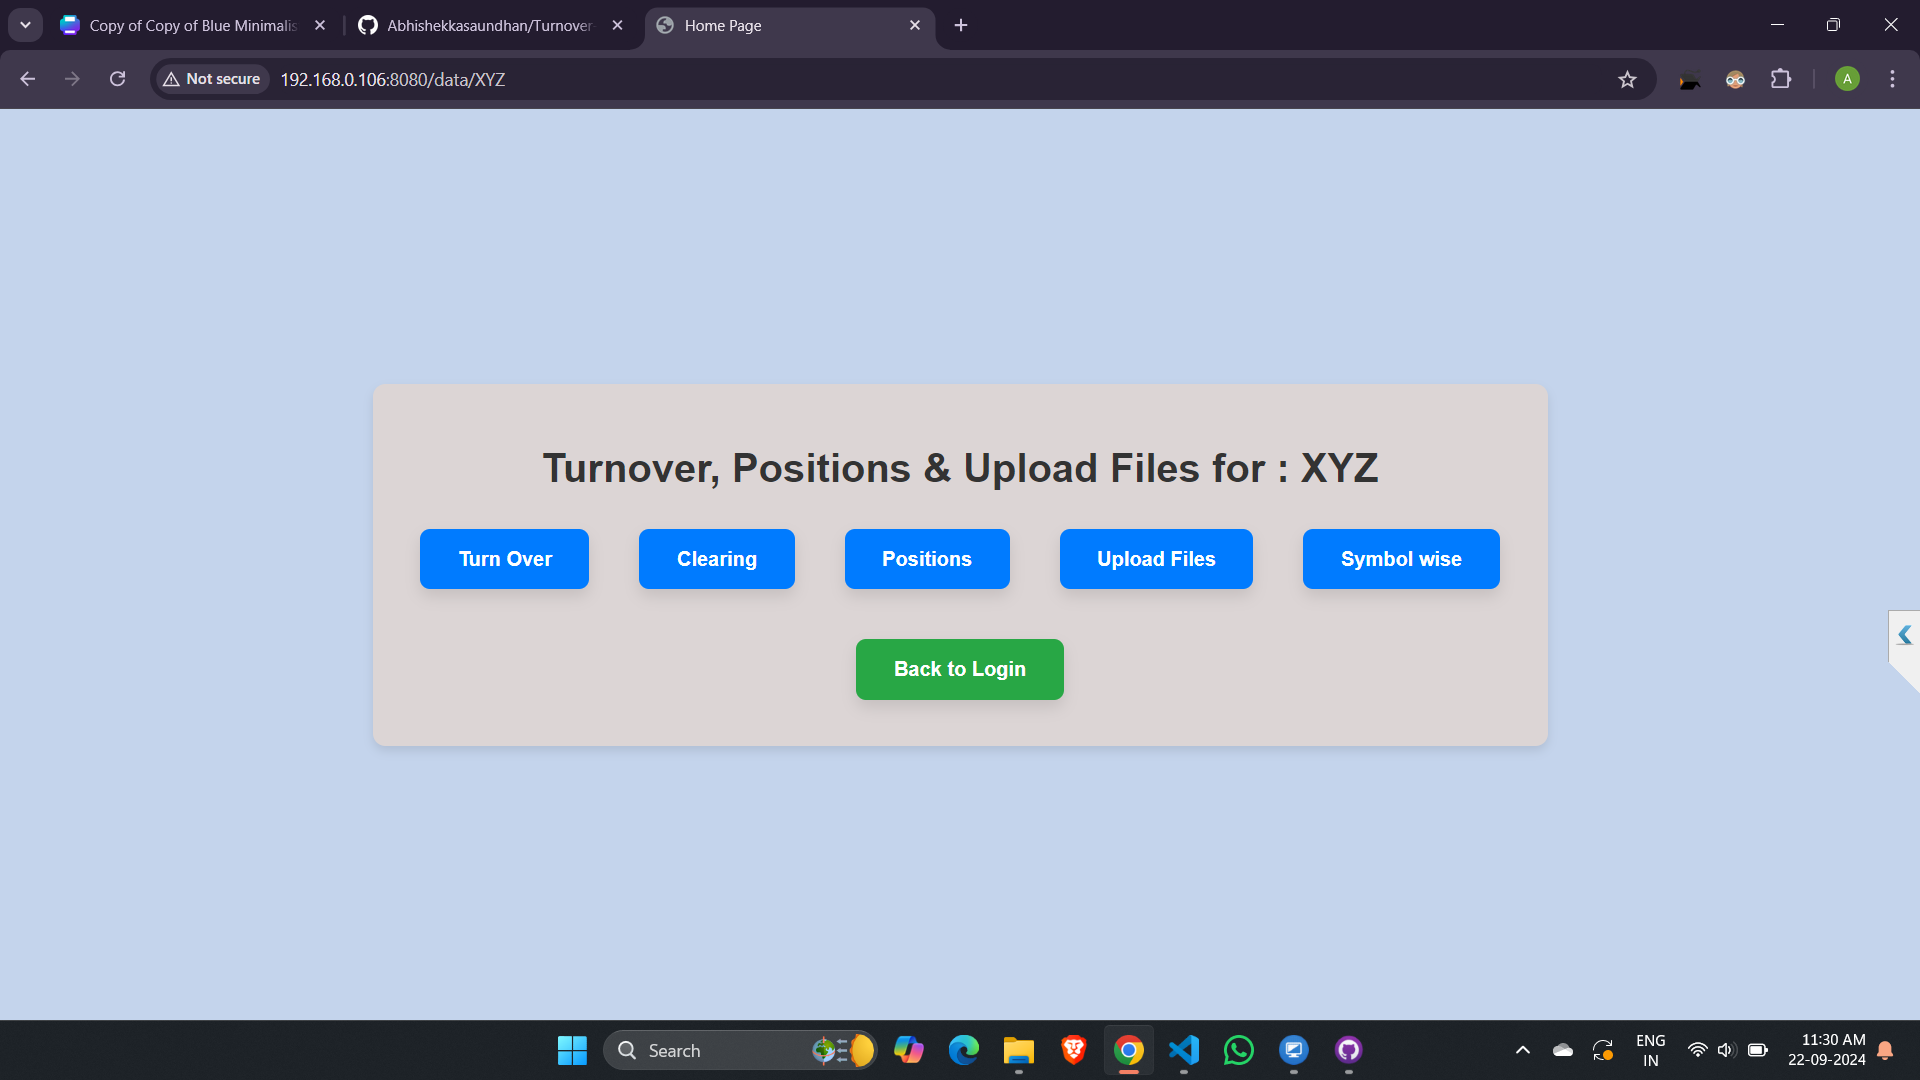 Copy of Copy of Blue Minimalis
Abhishekkasaundhan/Turnover-
Home Page
Not secure
192.168.0.106:8080/data/XYZ
A
Turnover, Positions & Upload Files for : XYZ
Turn Over
Clearing
Positions
Upload Files
Symbol wise
Back to Login
Search
ENG
IN
11:30 AM
22-09-2024